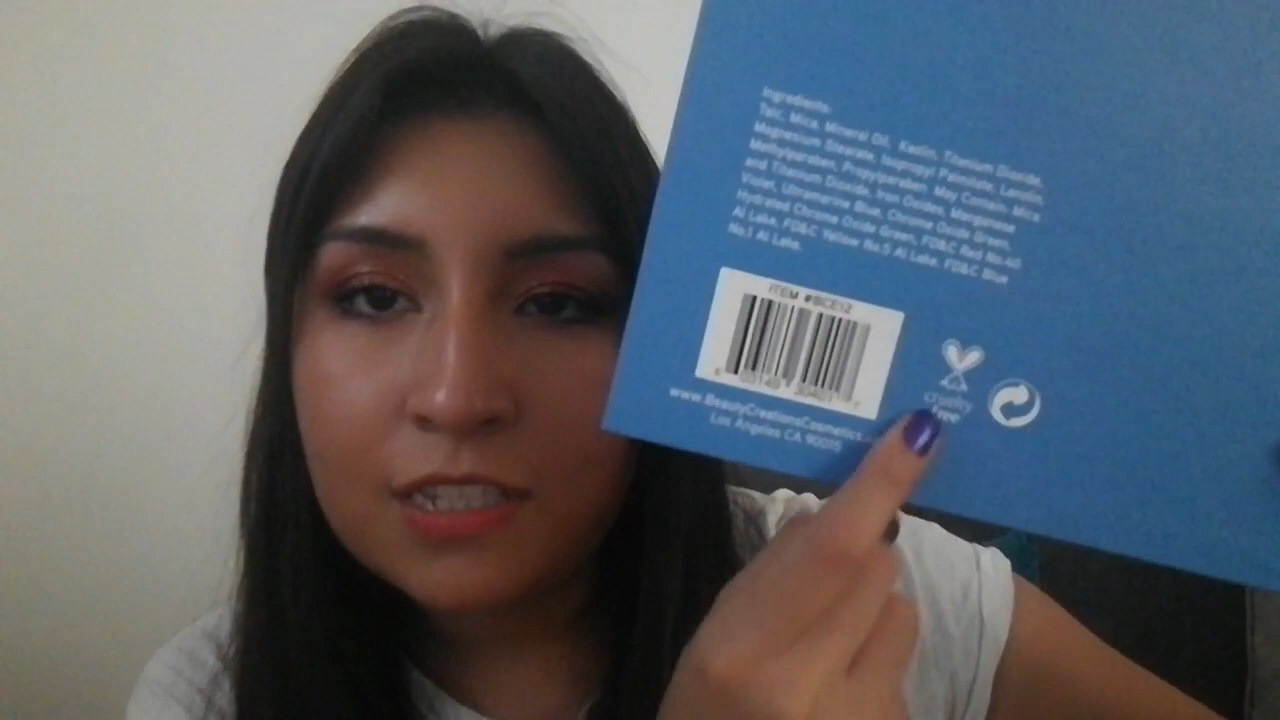 Ingredients:
Talc, Mica, Mineral Oil, Kaolin, Titanium Dioxide,
Magnesium Stearate, Isopropyl Palmitate, Lanolin,
Methylparaben, Propylparaben. May Contain: Mica
and Titanium Dioxide, Iron Oxides, Manganese
Violet, Ultramarine Blue, Chrome Oxide Green,
Hydrated Chrome Oxide Green, FD&C Red No.40
Al Lake, FD&C Yellow No.5 Al Lake, FD&C Blue
No.1 Al Lake.
ITEM #BCE12
www.BeautyCreationsCosmetics.
Los Angeles CA 90015
cruelty
free